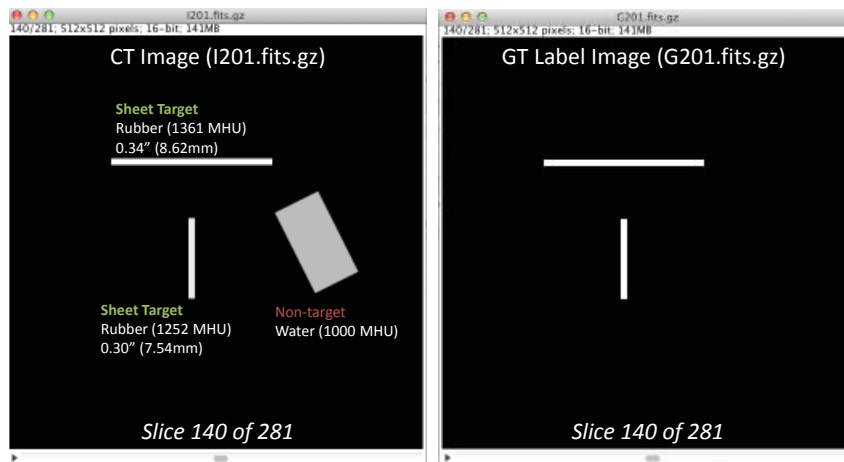 I201.fits.gz
140/281; 512x512 pixels; 16-bit; 141MB
CT Image (I201.fits.gz)
Sheet Target
Rubber (1361 MHU)
0.34” (8.62mm)
Sheet Target
Rubber (1252 MHU)
0.30” (7.54mm)
Non-target
Water (1000 MHU)
Slice 140 of 281
G201.fits.gz
140/281; 512x512 pixels; 16-bit; 141MB
GT Label Image (G201.fits.gz)
Slice 140 of 281